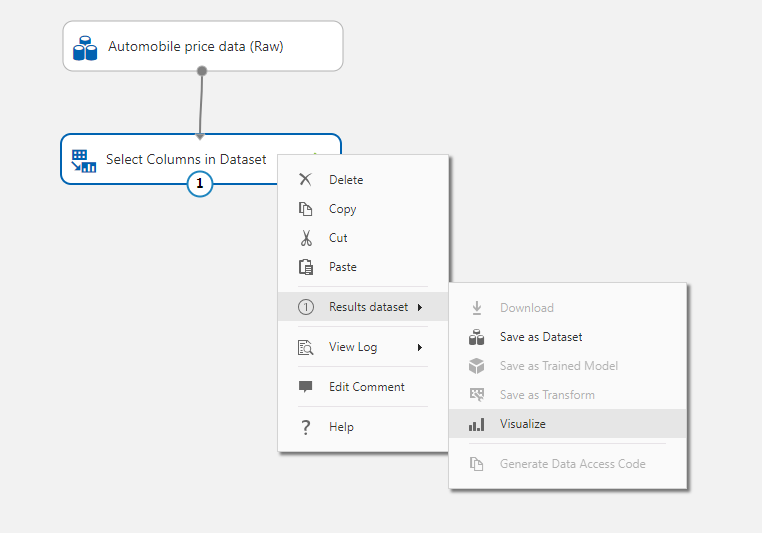 Automobile price data (Raw)
Select Columns in Dataset
1
Delete
Copy
Cut
Paste
1 Results dataset
View Log
Edit Comment
? Help
Download
Save as Dataset
Save as Trained Model
Save as Transform
Visualize
Generate Data Access Code